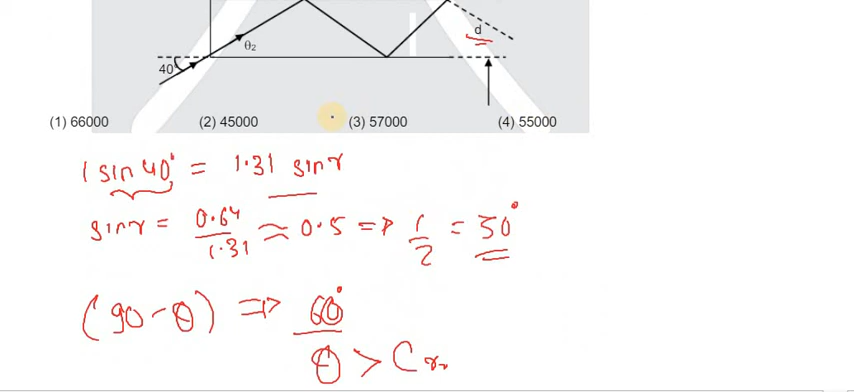 d
θ₂
40°
(1) 66000 (2) 45000 (3) 57000 (4) 55000
1 sin 40° = 1.31 sin r
sin r = 0.64/1.31 ≈ 0.5 ⇒ 1/2 = 30°
(90 - θ) ⇒ 60°
θ > Cr